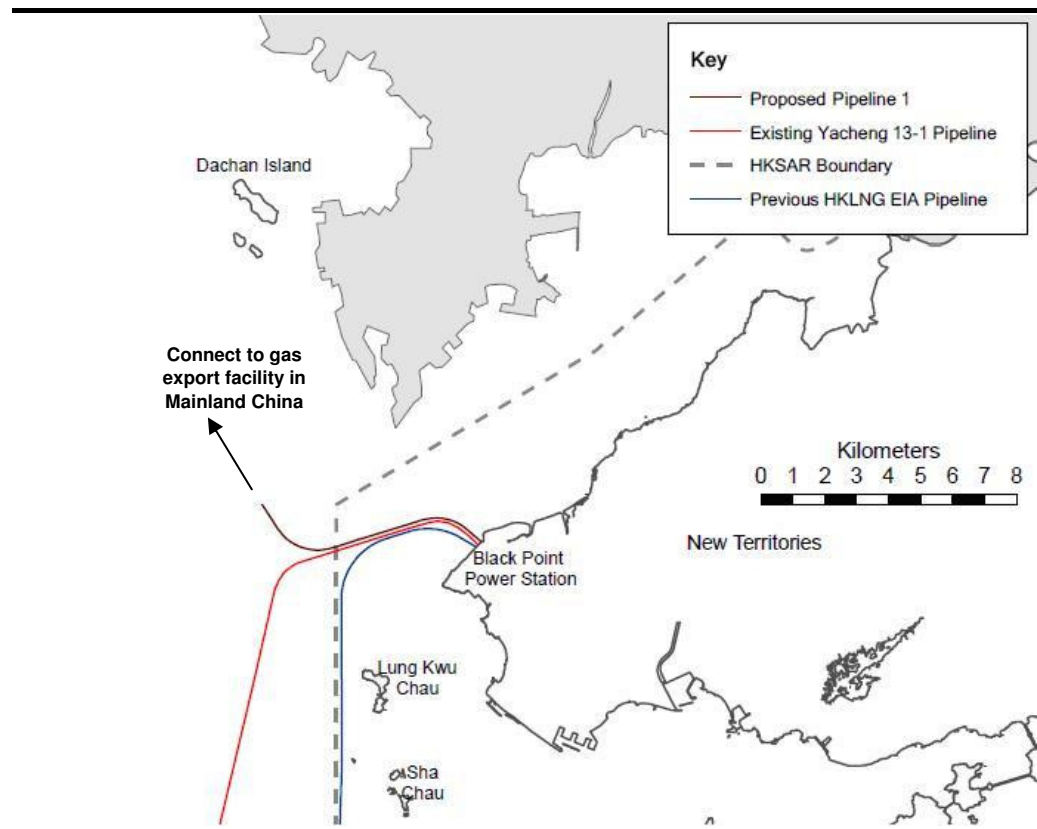 Key
Proposed Pipeline 1
Existing Yacheng 13-1 Pipeline
HKSAR Boundary
Previous HKLNG EIA Pipeline
Dachan Island
Connect to gas
export facility in
Mainland China
Kilometers
0 1 2 3 4 5 6 7 8
New Territories
Black Point
Power Station
Lung Kwu
Chau
Sha
Chau